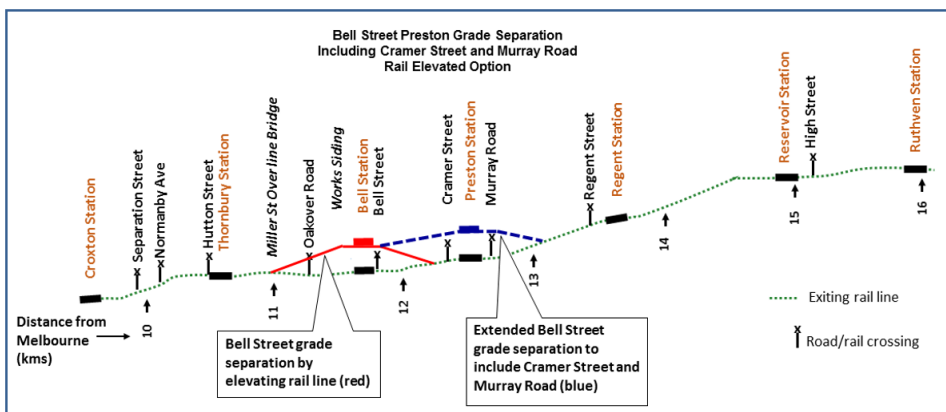 Bell Street Preston Grade Separation
Including Cramer Street and Murray Road
Rail Elevated Option
Croxton Station
Separation Street
Normanby Ave
Hutton Street
Thornbury Station
Miller St Over line Bridge
Oakover Road
Works Siding
Bell Station
Bell Street
Cramer Street
Preston Station
Murray Road
Regent Street
Regent Station
Reservoir Station
High Street
Ruthven Station
10
11
12
13
14
15
16
Distance from
Melbourne
(kms)
Bell Street grade
separation by
elevating rail line (red)
Extended Bell Street
grade separation to
include Cramer Street and
Murray Road (blue)
Exiting rail line
x
Road/rail crossing